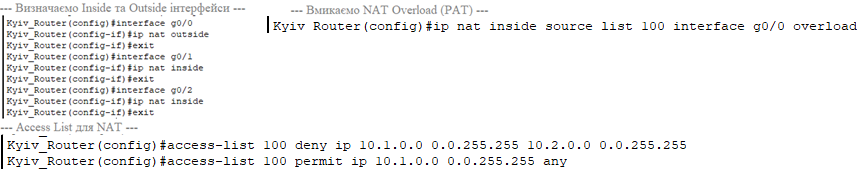 --- Визначаємо Inside та Outside інтерфейси ---
Kyiv_Router(config)#interface g0/0
Kyiv_Router(config-if)#ip nat outside
Kyiv_Router(config-if)#exit
Kyiv_Router(config)#interface g0/1
Kyiv_Router(config-if)#ip nat inside
Kyiv_Router(config-if)#exit
Kyiv_Router(config)#interface g0/2
Kyiv_Router(config-if)#ip nat inside
Kyiv_Router(config-if)#exit
--- Вмикаємо NAT Overload (PAT) ---
Kyiv Router(config)#ip nat inside source list 100 interface g0/0 overload
--- Access List для NAT ---
Kyiv_Router(config)#access-list 100 deny ip 10.1.0.0 0.0.255.255 10.2.0.0 0.0.255.255
Kyiv_Router(config)#access-list 100 permit ip 10.1.0.0 0.0.255.255 any